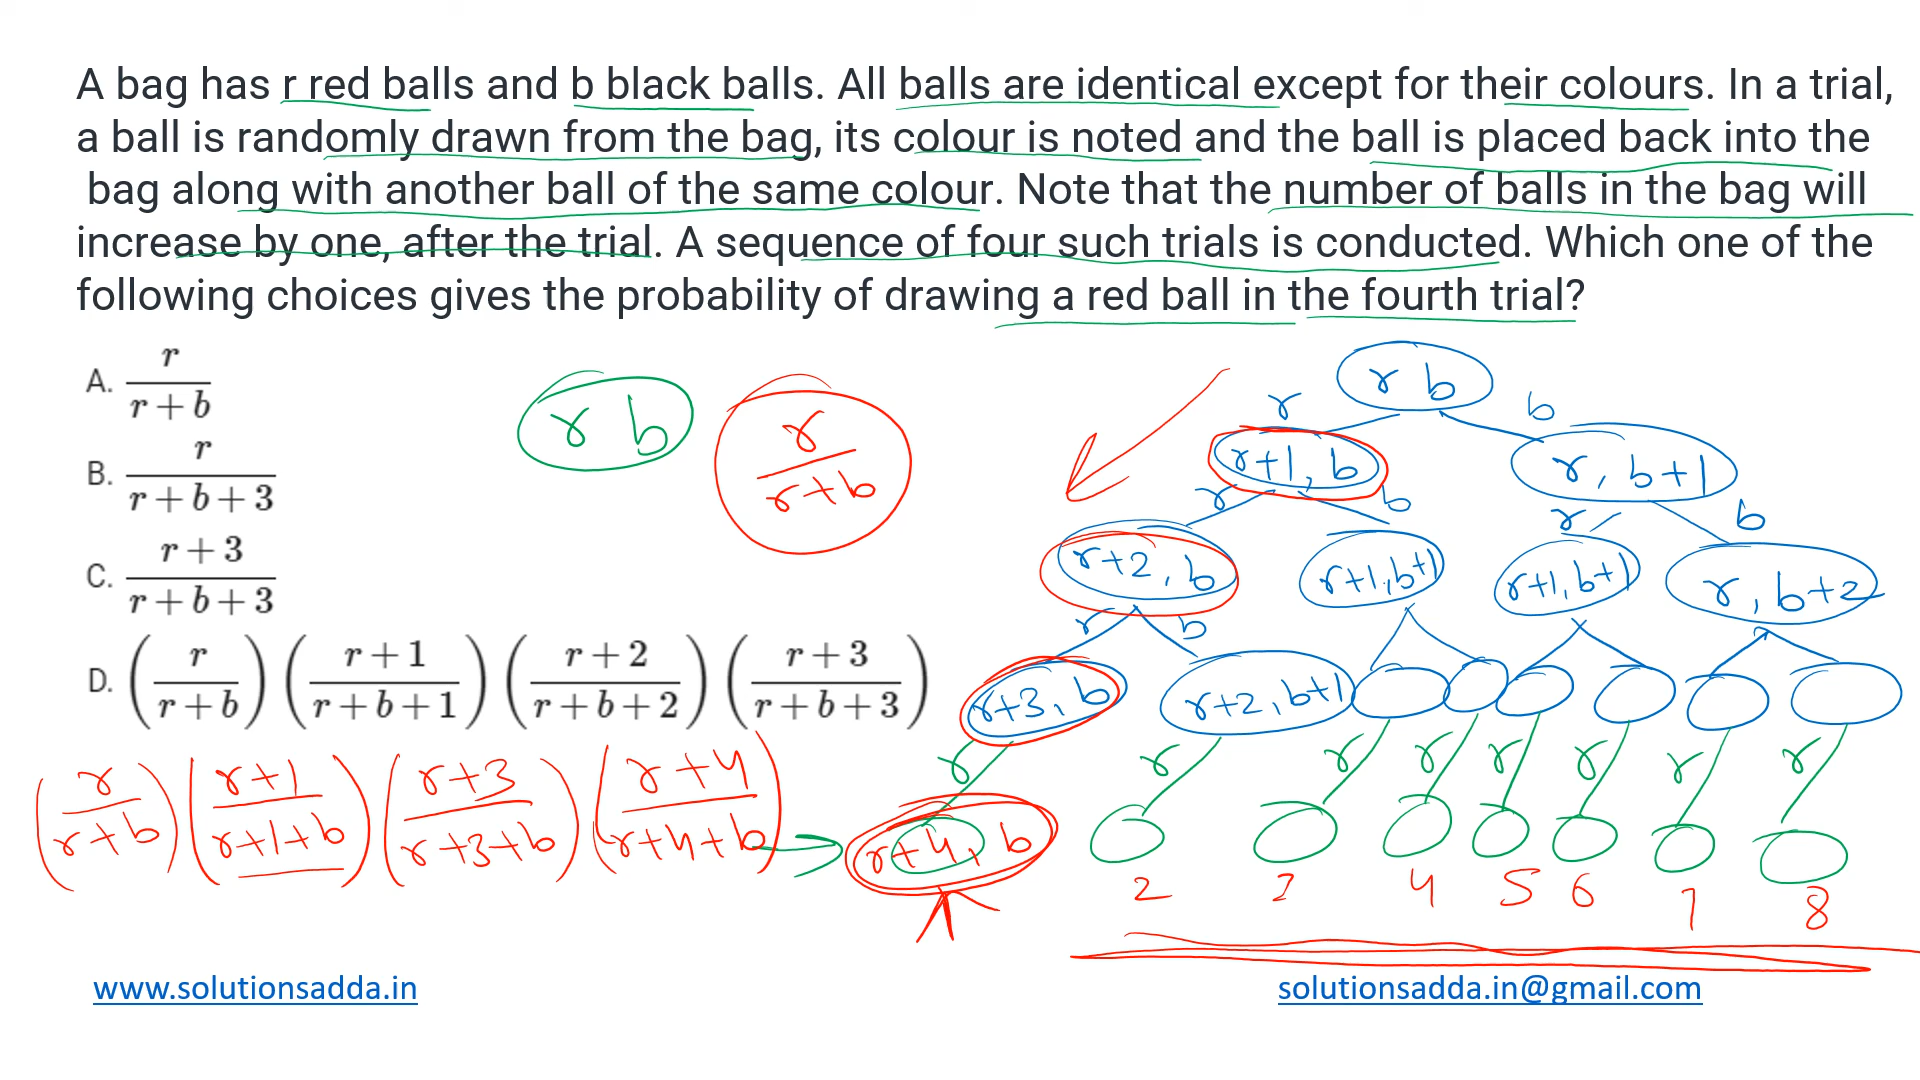 A bag has r red balls and b black balls. All balls are identical except for their colours. In a trial,
a ball is randomly drawn from the bag, its colour is noted and the ball is placed back into the
bag along with another ball of the same colour. Note that the number of balls in the bag will
increase by one, after the trial. A sequence of four such trials is conducted. Which one of the
following choices gives the probability of drawing a red ball in the fourth trial?
A. r/(r+b)
B. r/(r+b+3)
C. (r+3)/(r+b+3)
D. (r/(r+b)) ((r+1)/(r+b+1)) ((r+2)/(r+b+2)) ((r+3)/(r+b+3))
r b
r/(r+b)
r b
r b
r+1, b
r, b+1
r b r b
r+2, b
r+1, b+1
r+1, b+1
r, b+2
r b
r+3, b
r+2, b+1
r r r r r r r r
(r/(r+b)) ((r+1)/(r+1+b)) ((r+3)/(r+3+b)) ((r+4)/(r+4+b))
r+4, b
2 3 4 5 6 7 8
www.solutionsadda.in
solutionsadda.in@gmail.com